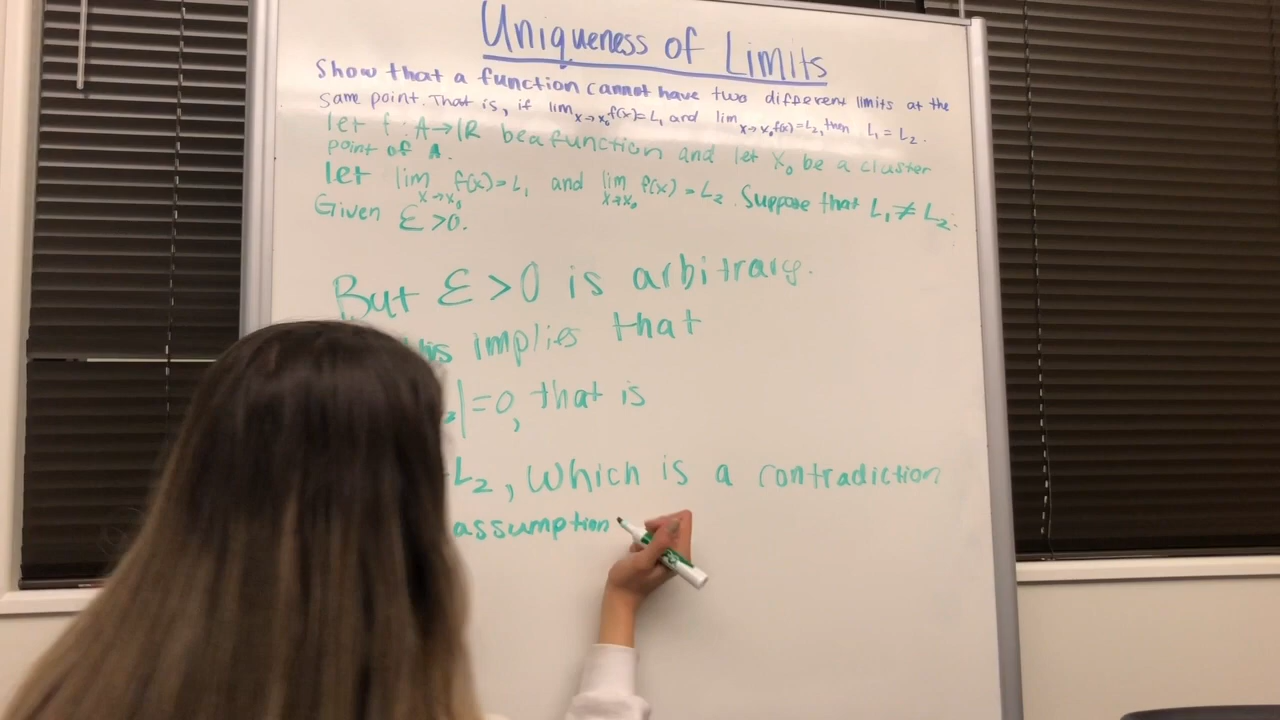 Uniqueness of Limits
Show that a function cannot have two different limits at the
same point. That is, if lim x→x₀ f(x)=L₁ and lim x→x₀ f(x)=L₂, then L₁ = L₂.
let f: A→ℝ be a function and let x₀ be a cluster
point of A.
let lim x→x₀ f(x)=L₁ and lim x→x₀ f(x)=L₂. Suppose that L₁≠L₂.
Given ε>0.
But ε>0 is arbitrary.
implies that
|=0, that is
L₂, which is a contradiction
assumption